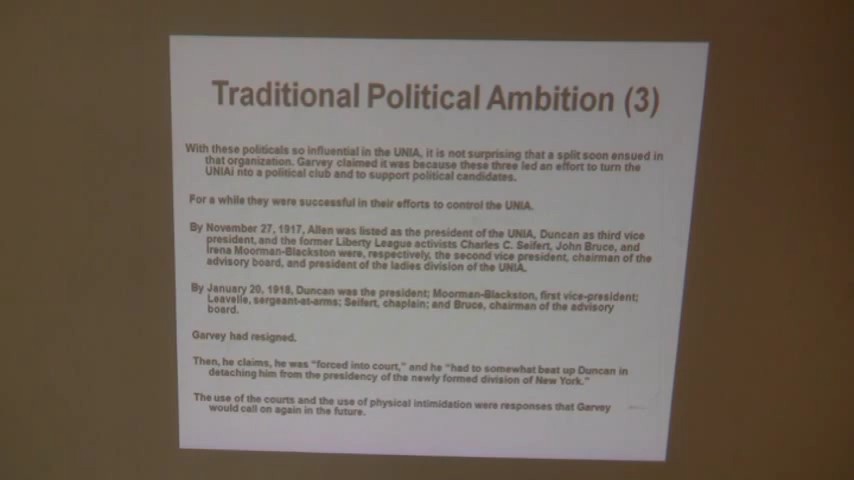 Traditional Political Ambition (3)
With these politicals so influential in the UNIA, it is not surprising that a split soon ensued in
that organization. Garvey claimed it was because these three led an effort to turn the
UNIAi nto a political club and to support political candidates.
For a while they were successful in their efforts to control the UNIA.
By November 27, 1917, Allen was listed as the president of the UNIA, Duncan as third vice
president, and the former Liberty League activists Charles C. Seifert, John Bruce, and
Irena Moorman-Blackston were, respectively, the second vice president, chairman of the
advisory board, and president of the ladies division of the UNIA.
By January 20, 1918, Duncan was the president; Moorman-Blackston, first vice-president;
Leavelle, sergeant-at-arms; Seifert, chaplain; and Bruce, chairman of the advisory
board.
Garvey had resigned.
Then, he claims, he was "forced into court," and he "had to somewhat beat up Duncan in
detaching him from the presidency of the newly formed division of New York."
The use of the courts and the use of physical intimidation were responses that Garvey
would call on again in the future.